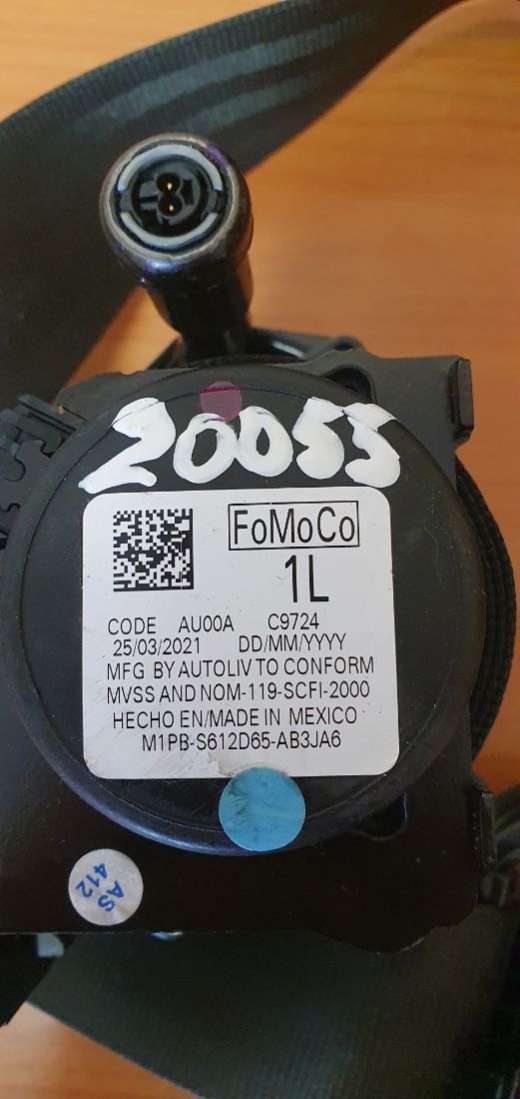 20055
FoMoCo
1L
CODE AU00A C9724
25/03/2021 DD/MM/YYYY
MFG BY AUTOLIV TO CONFORM
MVSS AND NOM-119-SCFI-2000
HECHO EN/MADE IN MEXICO
M1PB-S612D65-AB3JA6
AS
412